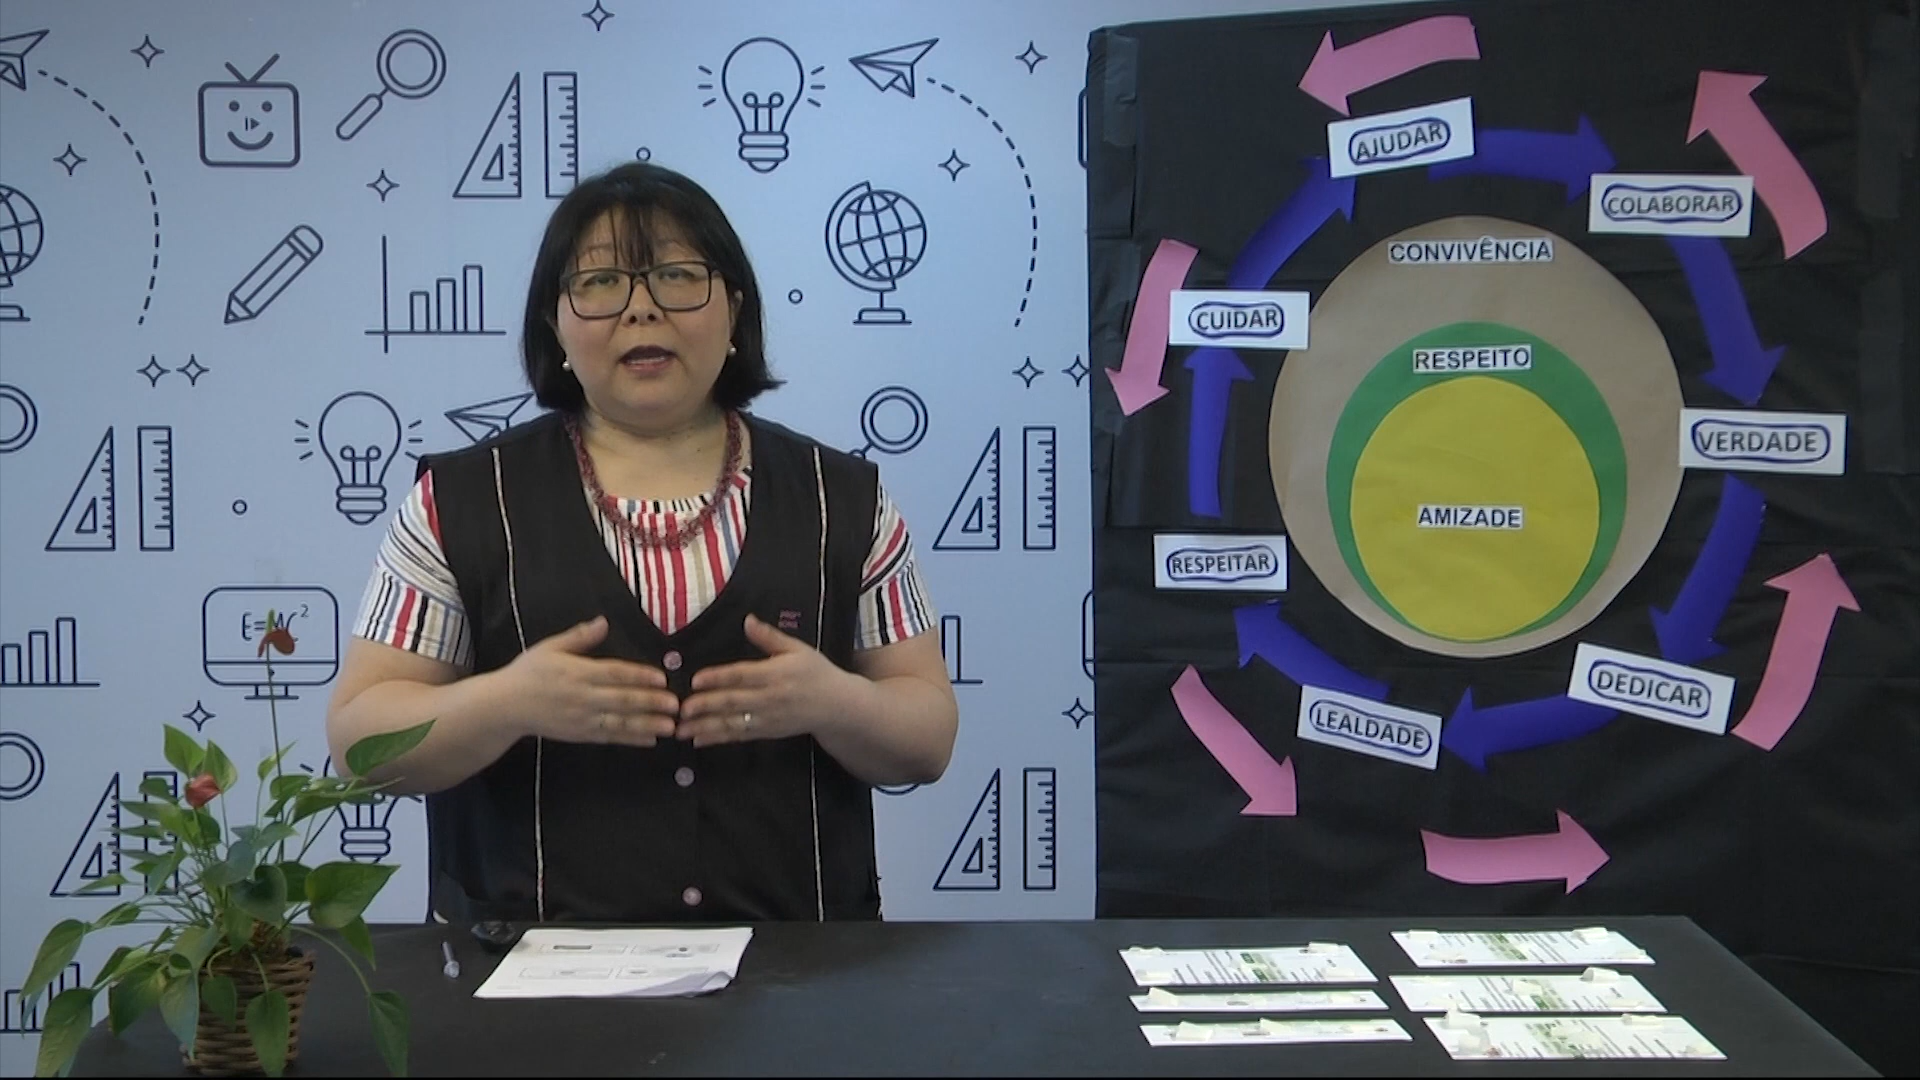 AJUDAR
COLABORAR
CONVIVÊNCIA
CUIDAR
RESPEITO
VERDADE
AMIZADE
RESPEITAR
E=MC²
DEDICAR
LEALDADE